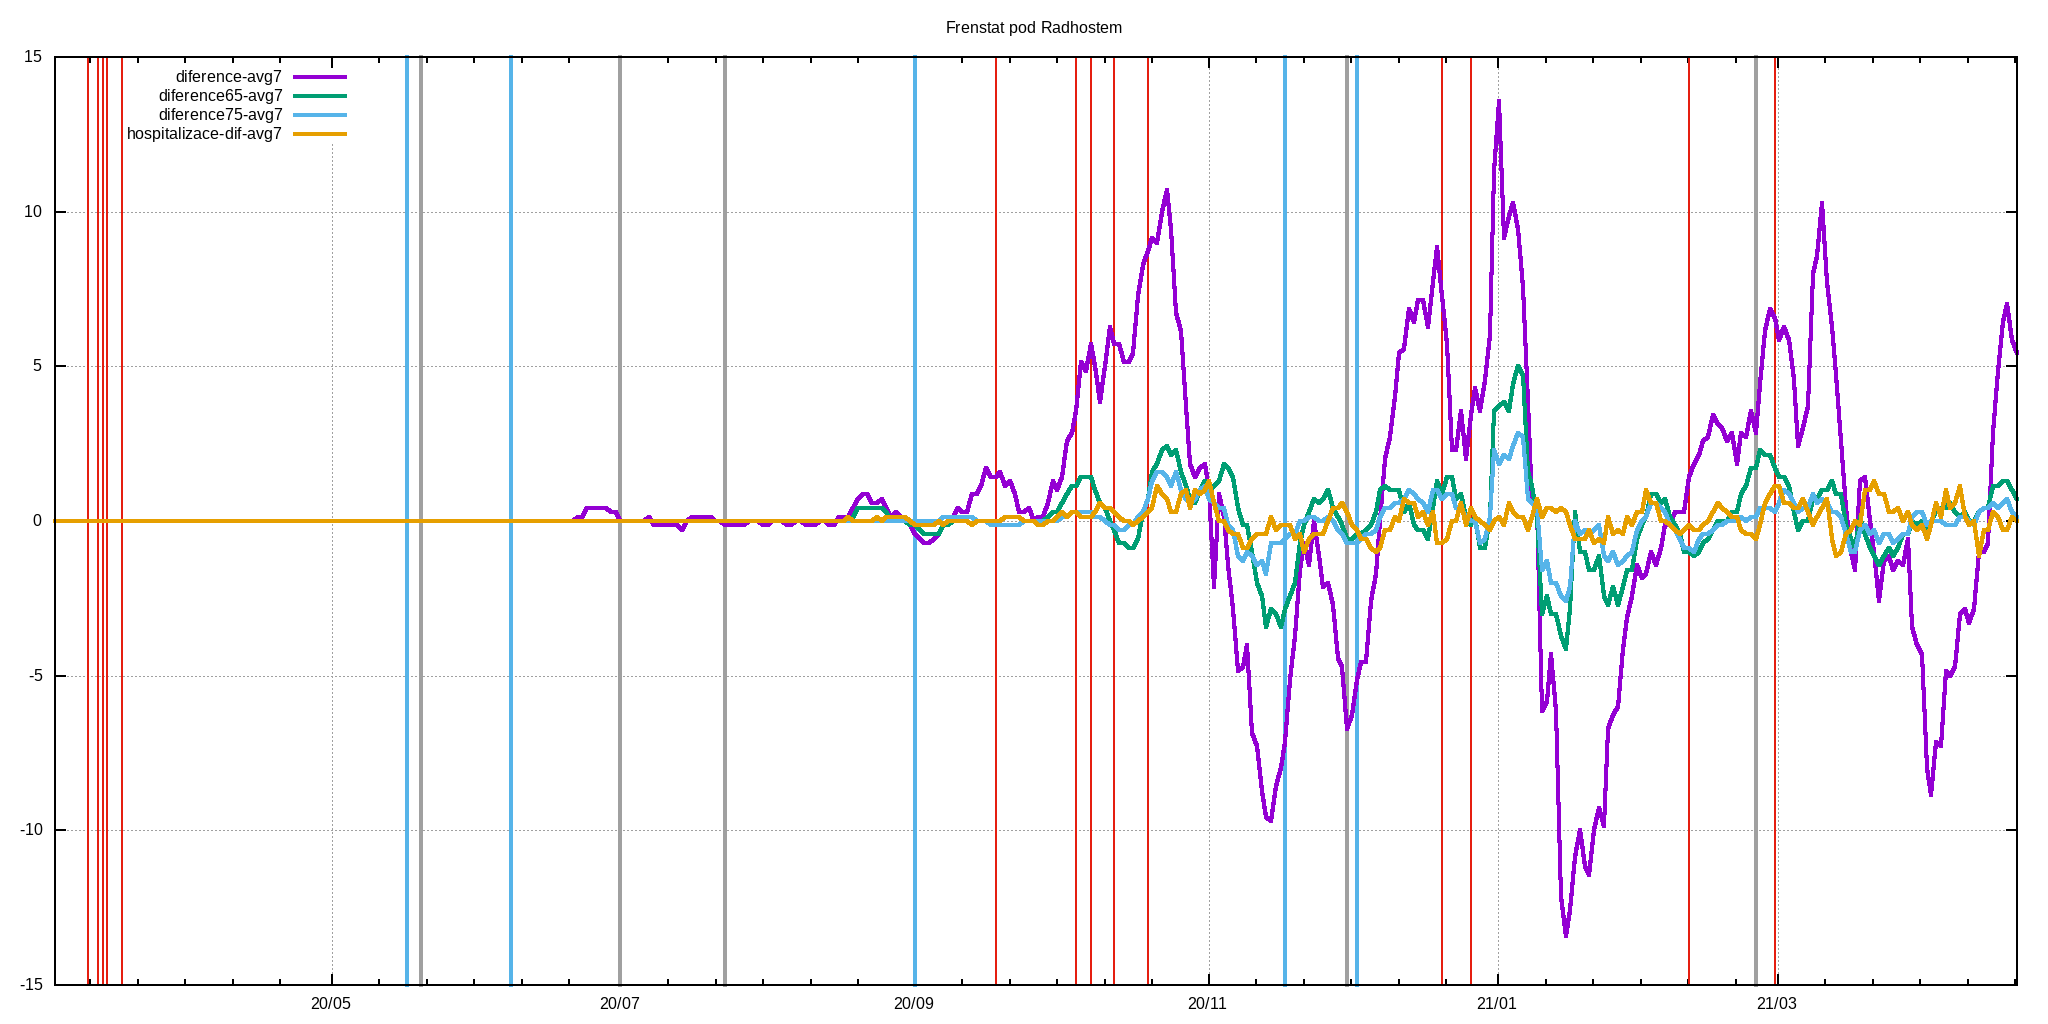 Frenstat pod Radhostem
15
10
5
0
-5
-10
-15
diference-avg7
diference65-avg7
diference75-avg7
hospitalizace-dif-avg7
20/05
20/07
20/09
20/11
21/01
21/03